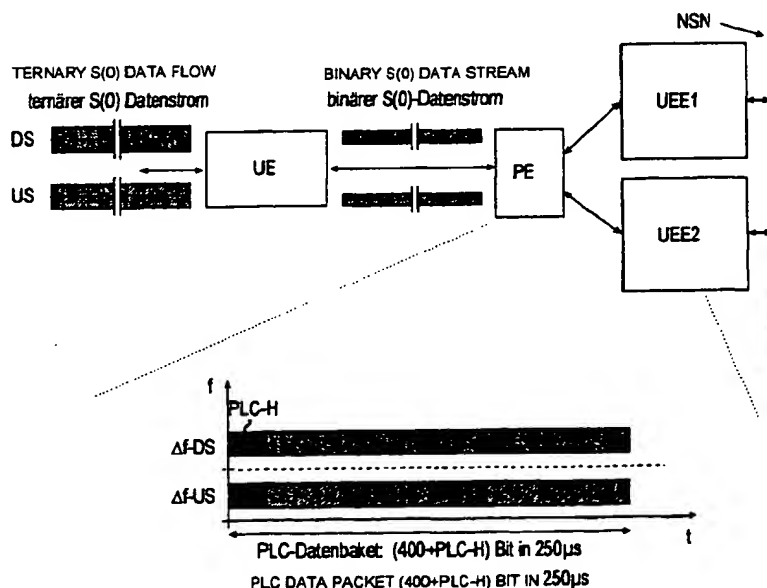 NSN
TERNARY S(0) DATA FLOW
ternärer S(0) Datenstrom
BINARY S(0) DATA STREAM
binärer S(0)-Datenstrom
DS
US
UE
PE
UEE1
UEE2
f
PLC-H
Δf-DS
Δf-US
t
PLC-Datenbaket: (400+PLC-H) Bit in 250µs
PLC DATA PACKET (400+PLC-H) BIT IN 250µs